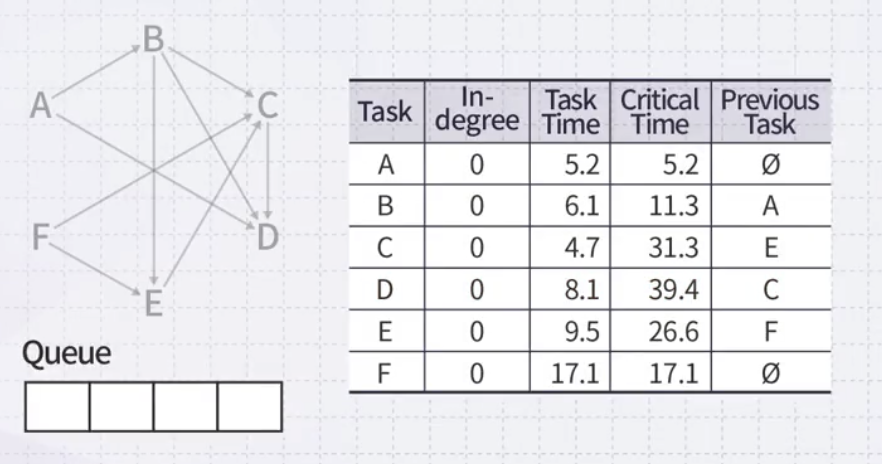 B
A
C
F
D
E
Queue
Task In-degree Task Time Critical Time Previous Task
A 0 5.2 5.2 Ø
B 0 6.1 11.3 A
C 0 4.7 31.3 E
D 0 8.1 39.4 C
E 0 9.5 26.6 F
F 0 17.1 17.1 Ø